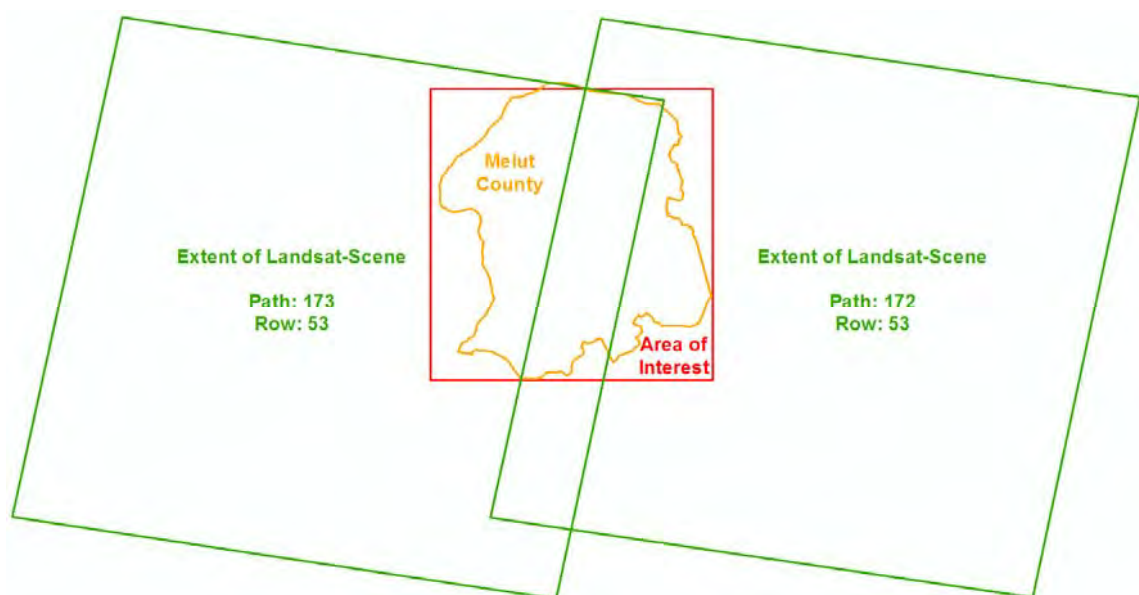 Melut
County
Extent of Landsat-Scene
Path: 173
Row: 53
Extent of Landsat-Scene
Path: 172
Row: 53
Area of
Interest